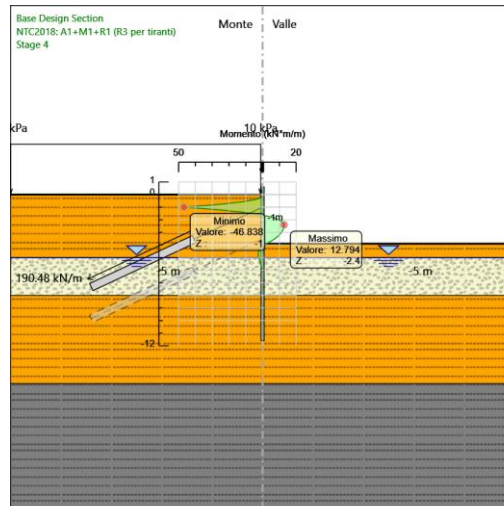 Base Design Section
NTC2018: A1+M1+R1 (R3 per tiranti)
Stage 4
Monte Valle
kPa
10 kPa
Momento (kN*m/m)
50 20
1
0
-1m
Minimo
Valore: -46.838
Z : -1
Massimo
Valore: 12.794
Z : -2.4
190.48 kN/m
-5 m
-5 m
-12